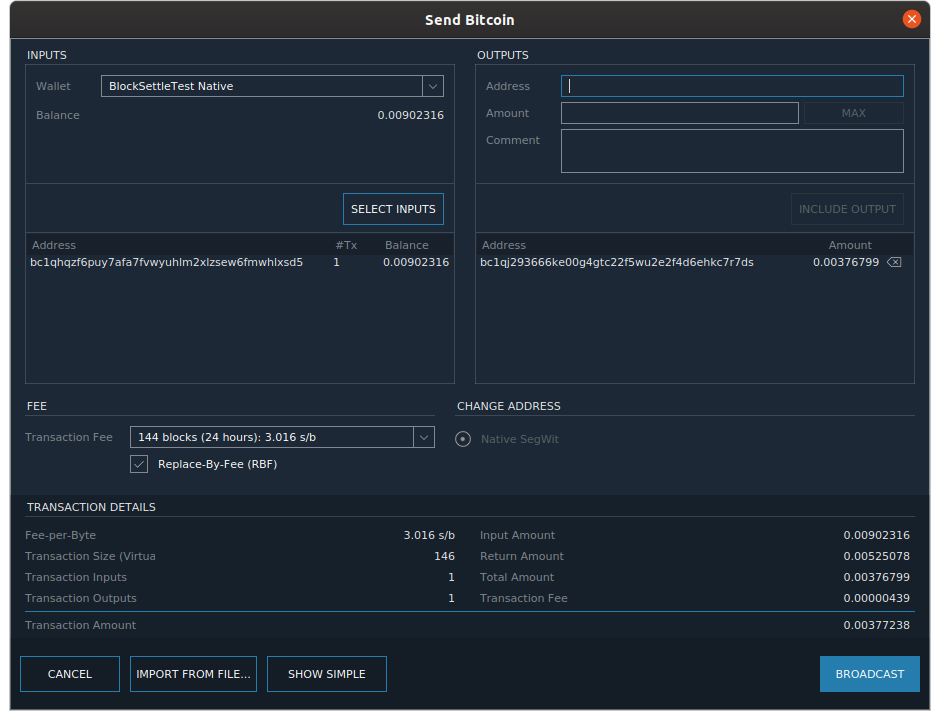 Send Bitcoin
INPUTS
Wallet BlockSettleTest Native
Balance 0.00902316
SELECT INPUTS
Address #Tx Balance
bc1qhqzf6puy7afa7fvwyuhlm2xlzsew6fmwhlxsd5 1 0.00902316
OUTPUTS
Address
Amount MAX
Comment
INCLUDE OUTPUT
Address Amount
bc1qj293666ke00g4gtc22f5wu2e2f4d6ehkc7r7ds 0.00376799
FEE
Transaction Fee 144 blocks (24 hours): 3.016 s/b
Replace-By-Fee (RBF)
CHANGE ADDRESS
Native SegWit
TRANSACTION DETAILS
Fee-per-Byte 3.016 s/b
Transaction Size (Virtua 146
Transaction Inputs 1
Transaction Outputs 1
Input Amount 0.00902316
Return Amount 0.00525078
Total Amount 0.00376799
Transaction Fee 0.00000439
Transaction Amount 0.00377238
CANCEL IMPORT FROM FILE... SHOW SIMPLE BROADCAST